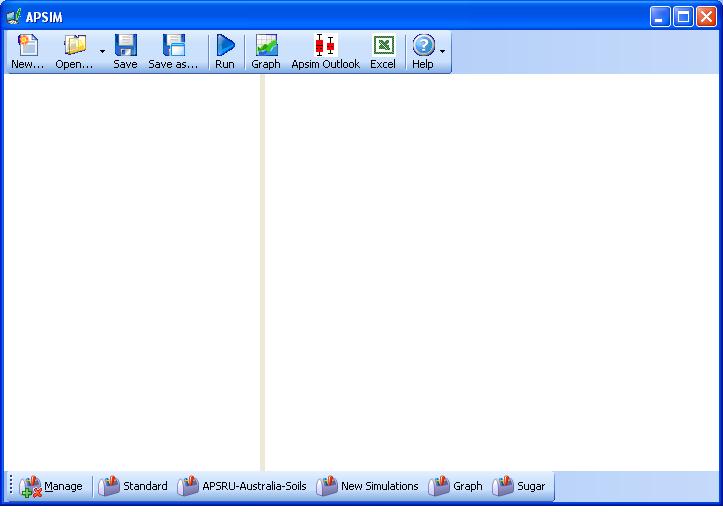 APSIM
New... Open... Save Save as... Run Graph Apsim Outlook Excel Help
Manage Standard APSRU-Australia-Soils New Simulations Graph Sugar